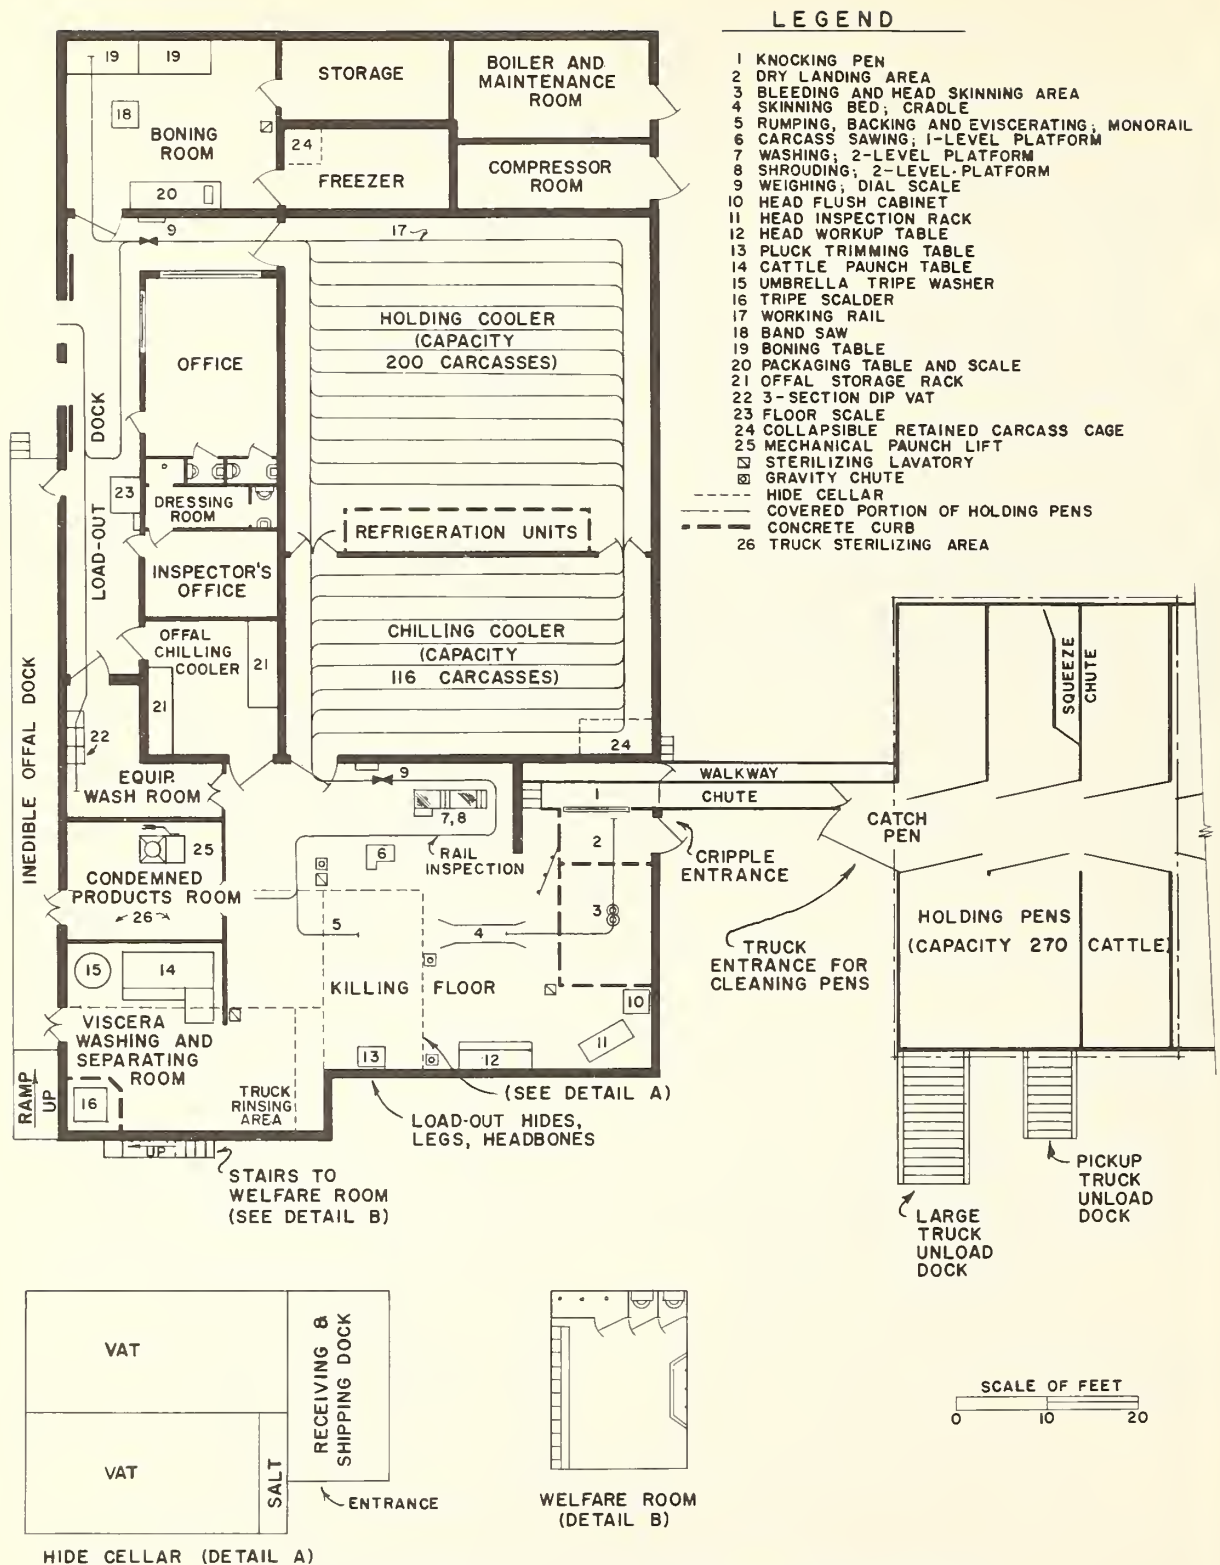 LEGEND
1 KNOCKING PEN
2 DRY LANDING AREA
3 BLEEDING AND HEAD SKINNING AREA
4 SKINNING BED; CRADLE
5 RUMPING, BACKING AND EVISCERATING; MONORAIL
6 CARCASS SAWING; 1-LEVEL PLATFORM
7 WASHING; 2-LEVEL PLATFORM
8 SHROUDING; 2-LEVEL PLATFORM
9 WEIGHING; DIAL SCALE
10 HEAD FLUSH CABINET
11 HEAD INSPECTION RACK
12 HEAD WORKUP TABLE
13 PLUCK TRIMMING TABLE
14 CATTLE PAUNCH TABLE
15 UMBRELLA TRIPE WASHER
16 TRIPE SCALDER
17 WORKING RAIL
18 BAND SAW
19 BONING TABLE
20 PACKAGING TABLE AND SCALE
21 OFFAL STORAGE RACK
22 3-SECTION DIP VAT
23 FLOOR SCALE
24 COLLAPSIBLE RETAINED CARCASS CAGE
25 MECHANICAL PAUNCH LIFT
STERILIZING LAVATORY
GRAVITY CHUTE
HIDE CELLAR
COVERED PORTION OF HOLDING PENS
CONCRETE CURB
26 TRUCK STERILIZING AREA
19
19
STORAGE
BOILER AND
MAINTENANCE
ROOM
18
BONING
ROOM
24
FREEZER
COMPRESSOR
ROOM
20
9
17
HOLDING COOLER
(CAPACITY
200 CARCASSES)
OFFICE
LOAD-OUT DOCK
23
DRESSING
ROOM
REFRIGERATION UNITS
INSPECTOR'S
OFFICE
OFFAL
CHILLING
COOLER
21
21
CHILLING COOLER
(CAPACITY
116 CARCASSES)
24
INEDIBLE OFFAL DOCK
22
EQUIP.
WASH ROOM
9
7,8
WALKWAY
CHUTE
SQUEEZE
CHUTE
CATCH
PEN
25
CONDEMNED
PRODUCTS ROOM
26
6
RAIL
INSPECTION
2
CRIPPLE
ENTRANCE
5
4
3
HOLDING PENS
(CAPACITY 270 CATTLE)
TRUCK
ENTRANCE FOR
CLEANING PENS
15
14
KILLING FLOOR
10
11
VISCERA
WASHING AND
SEPARATING
ROOM
13
12
RAMP
UP
16
TRUCK
RINSING
AREA
(SEE DETAIL A)
LOAD-OUT HIDES,
LEGS, HEADBONES
UP
STAIRS TO
WELFARE ROOM
(SEE DETAIL B)
PICKUP
TRUCK
UNLOAD
DOCK
LARGE
TRUCK
UNLOAD
DOCK
VAT
VAT
SALT
RECEIVING &
SHIPPING DOCK
ENTRANCE
HIDE CELLAR (DETAIL A)
WELFARE ROOM
(DETAIL B)
SCALE OF FEET
0 10 20